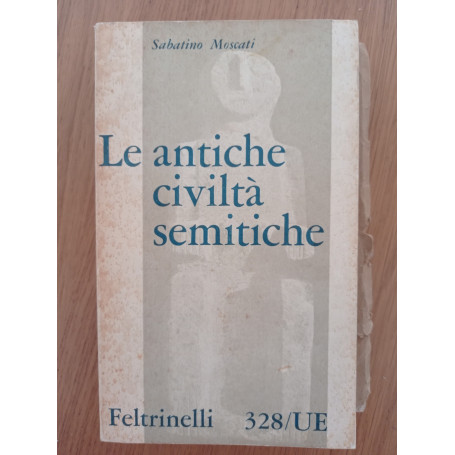 Sabatino Moscati
Le antiche
civiltà
semitiche
Feltrinelli 328/UE